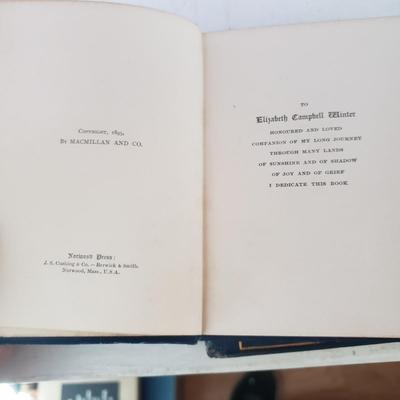 Copyright, 1895,
By MACMILLAN AND CO.
Norwood Press:
J. S. Cushing & Co. — Berwick & Smith.
Norwood, Mass., U.S.A.
TO
Elizabeth Campbell Winter
HONOURED AND LOVED
COMPANION OF MY LONG JOURNEY
THROUGH MANY LANDS
OF SUNSHINE AND OF SHADOW
OF JOY AND OF GRIEF
I DEDICATE THIS BOOK